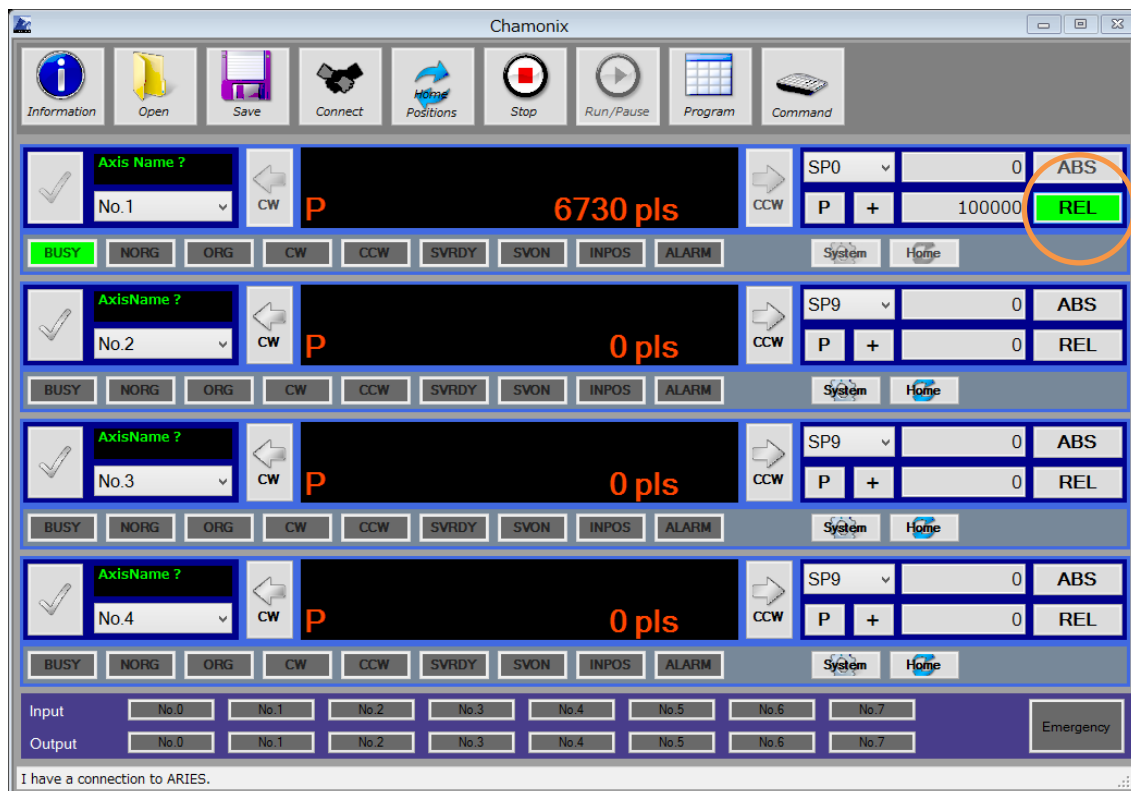 Chamonix
Information Open Save Connect Home Positions Stop Run/Pause Program Command
Axis Name ? SP0 0 ABS
No.1 CW P 6730 pls CCW P + 100000 REL
BUSY NORG ORG CW CCW SVRDY SVON INPOS ALARM System Home
AxisName ? SP9 0 ABS
No.2 CW P 0 pls CCW P + 0 REL
BUSY NORG ORG CW CCW SVRDY SVON INPOS ALARM System Home
AxisName ? SP9 0 ABS
No.3 CW P 0 pls CCW P + 0 REL
BUSY NORG ORG CW CCW SVRDY SVON INPOS ALARM System Home
AxisName ? SP9 0 ABS
No.4 CW P 0 pls CCW P + 0 REL
BUSY NORG ORG CW CCW SVRDY SVON INPOS ALARM System Home
Input No.0 No.1 No.2 No.3 No.4 No.5 No.6 No.7
Output No.0 No.1 No.2 No.3 No.4 No.5 No.6 No.7
Emergency
I have a connection to ARIES.